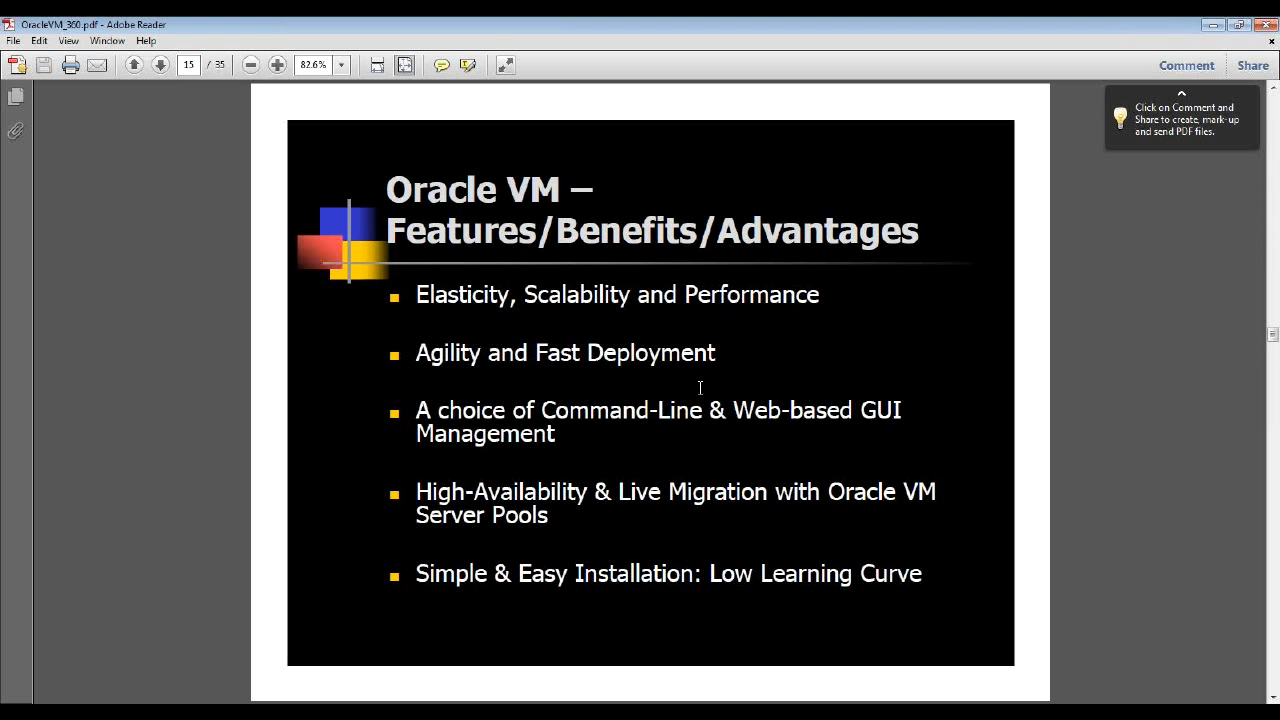 OracleVM_360.pdf - Adobe Reader
File Edit View Window Help
15 / 35 82.6% Comment Share
Click on Comment and
Share to create, mark-up
and send PDF files.
Oracle VM –
Features/Benefits/Advantages
Elasticity, Scalability and Performance
Agility and Fast Deployment
A choice of Command-Line & Web-based GUI
Management
High-Availability & Live Migration with Oracle VM
Server Pools
Simple & Easy Installation: Low Learning Curve